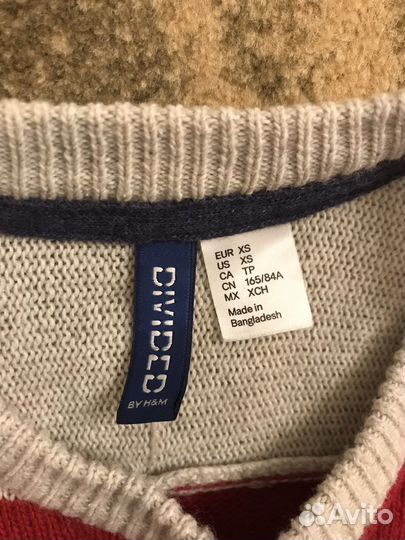 DIVIDED
BY H&M
EUR XS
US XS
CA TP
CN 165/84A
MX XCH
Made in
Bangladesh
Avito